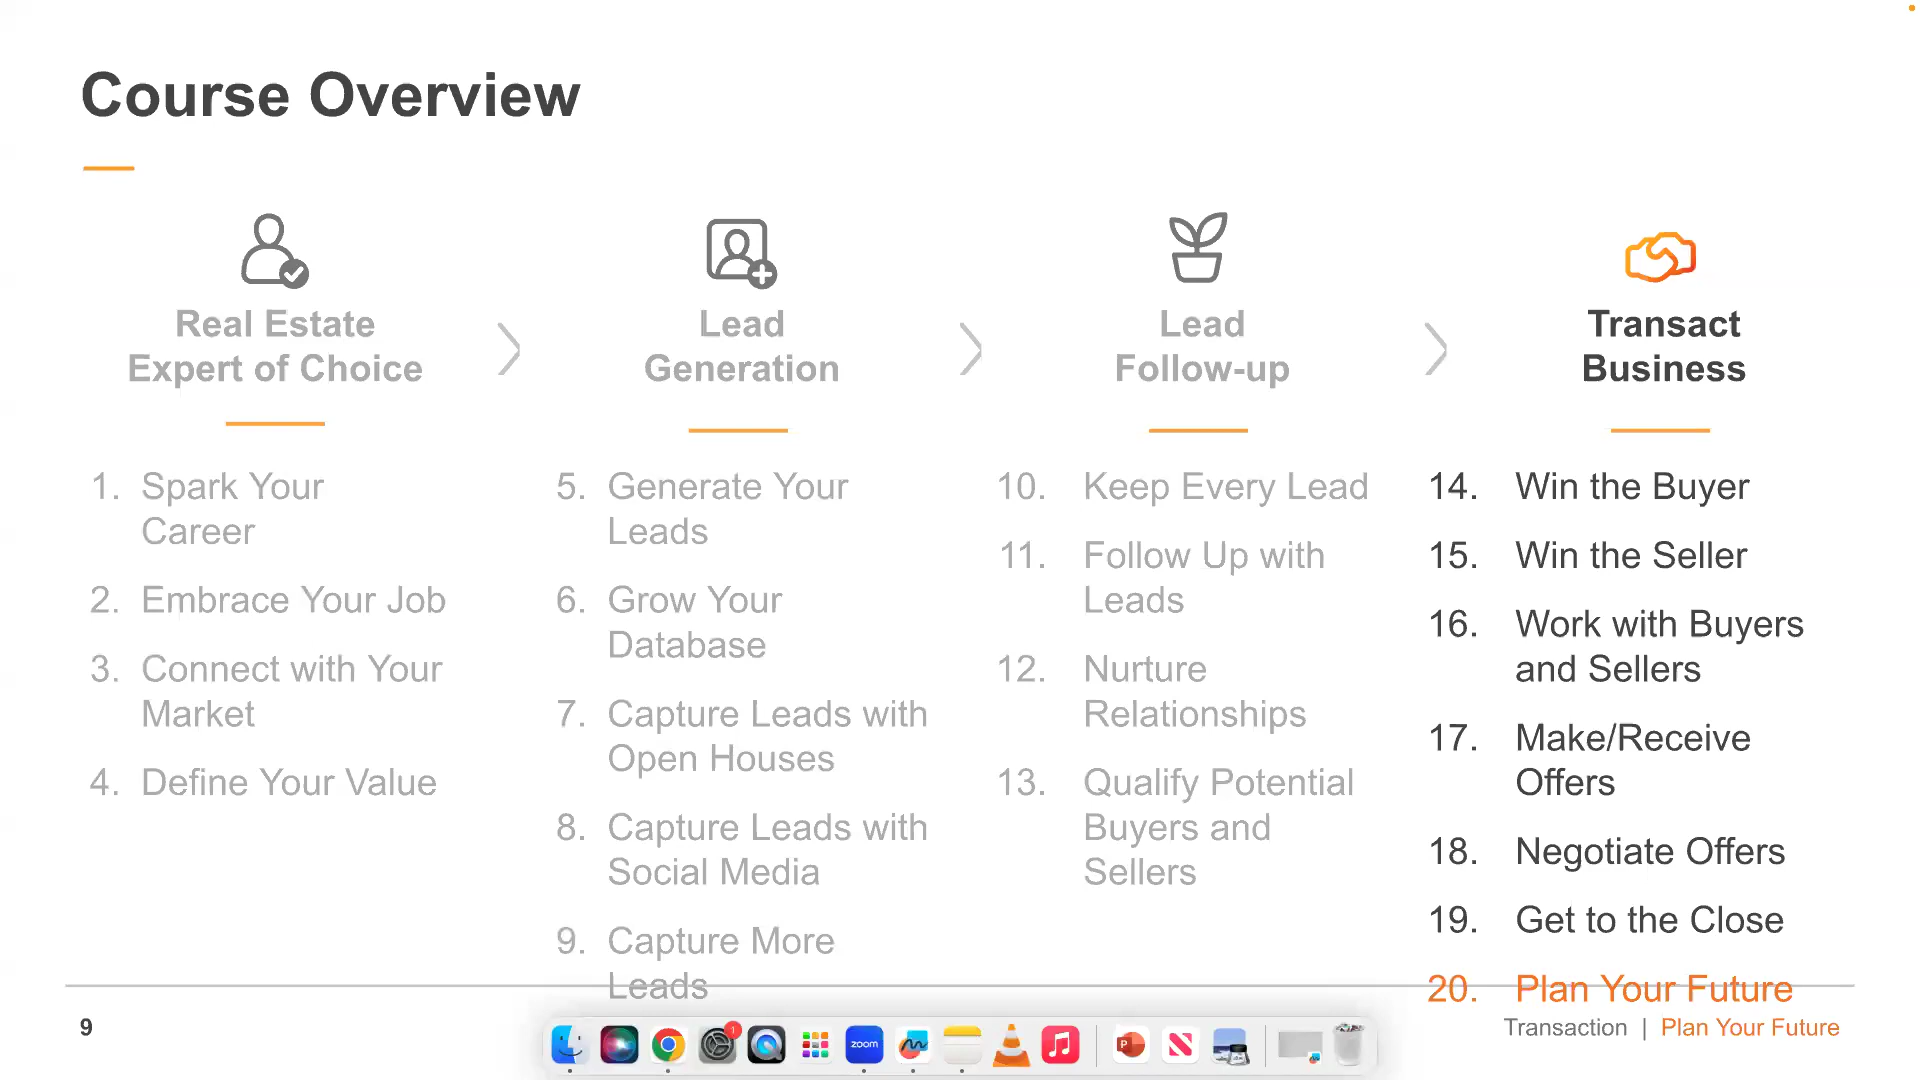 Course Overview
Real Estate
Expert of Choice
1. Spark Your
Career
2. Embrace Your Job
3. Connect with Your
Market
4. Define Your Value
Lead
Generation
5. Generate Your
Leads
6. Grow Your
Database
7. Capture Leads with
Open Houses
8. Capture Leads with
Social Media
9. Capture More
Leads
Lead
Follow-up
10. Keep Every Lead
11. Follow Up with
Leads
12. Nurture
Relationships
13. Qualify Potential
Buyers and
Sellers
Transact
Business
14. Win the Buyer
15. Win the Seller
16. Work with Buyers
and Sellers
17. Make/Receive
Offers
18. Negotiate Offers
19. Get to the Close
20. Plan Your Future
9
Transaction | Plan Your Future
1
zoom
P